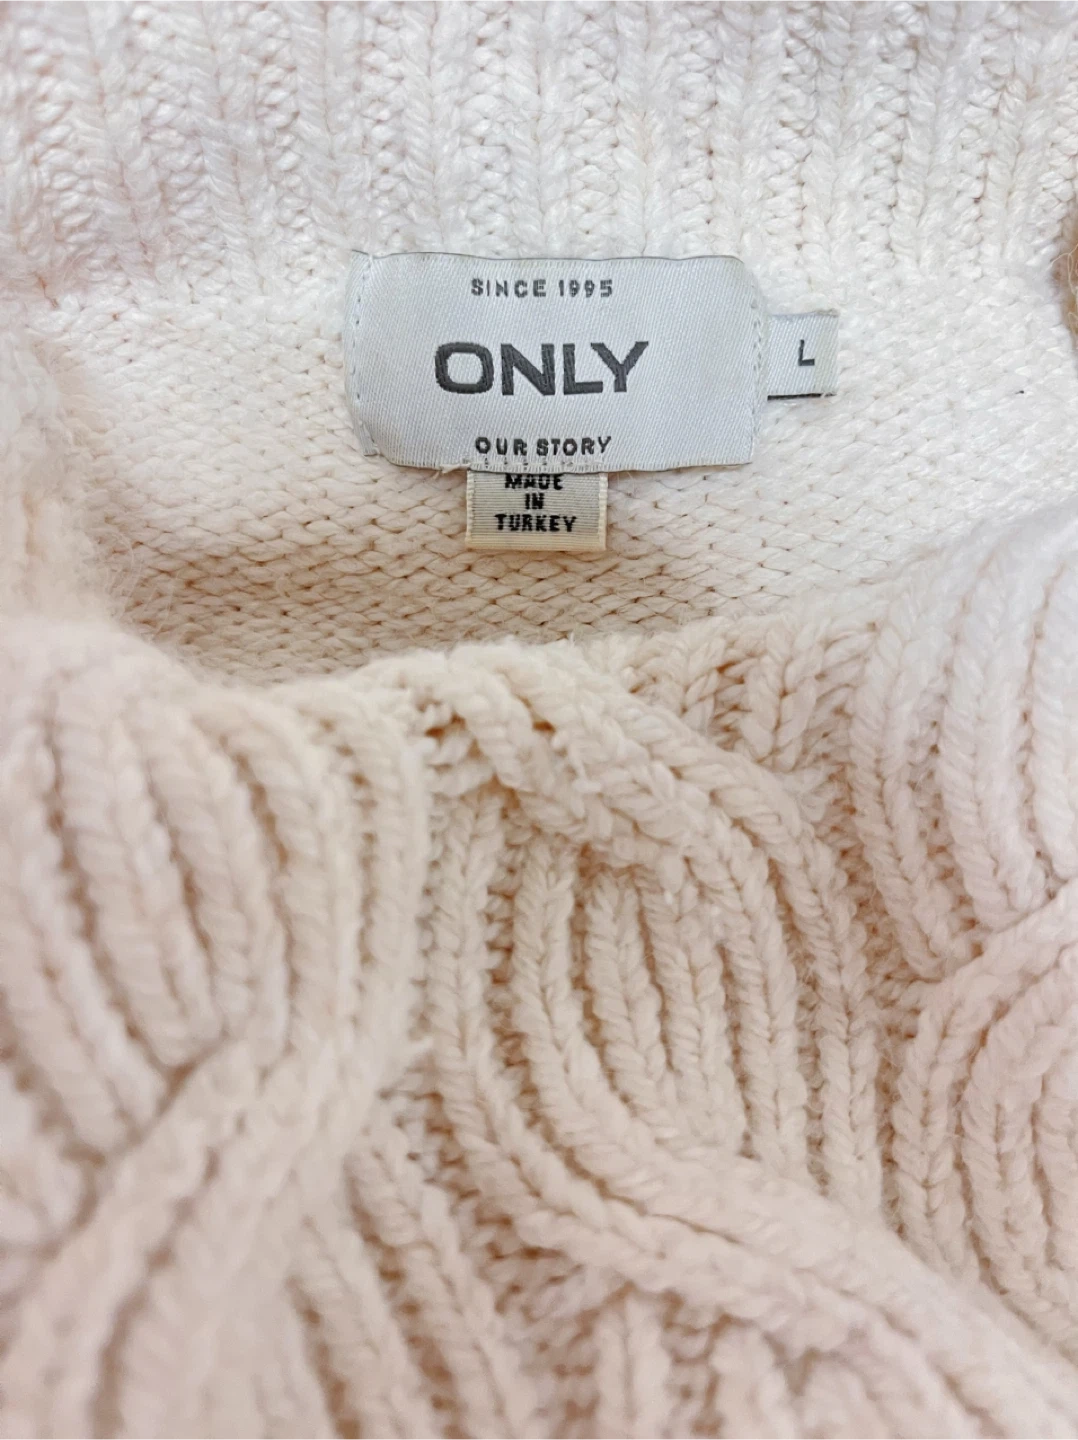 SINCE 1995
ONLY
L
OUR STORY
MADE
IN
TURKEY